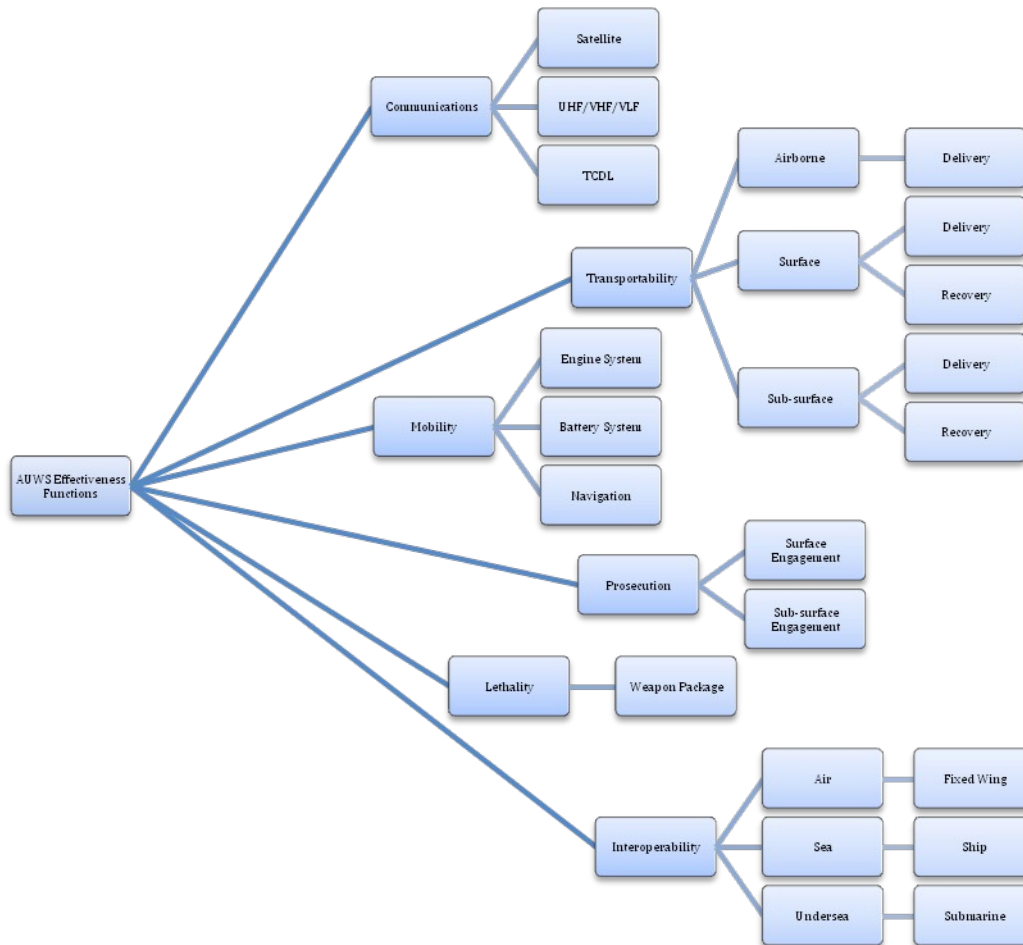 Satellite
Communications
UHF/VHF/VLF
TCDL
Airborne
Delivery
Delivery
Surface
Transportability
Recovery
Engine System
Delivery
Sub-surface
Mobility
Battery System
Recovery
AUWS Effectiveness
Functions
Navigation
Surface
Engagement
Prosecution
Sub-surface
Engagement
Lethality
Weapon Package
Air
Fixed Wing
Interoperability
Sea
Ship
Undersea
Submarine